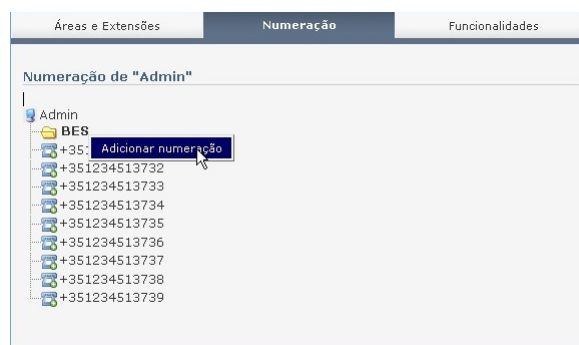 Áreas e Extensões
Numeração
Funcionalidades
Numeração de "Admin"
Admin
BES
+351
Adicionar numeração
+351234513732
+351234513733
+351234513734
+351234513735
+351234513736
+351234513737
+351234513738
+351234513739